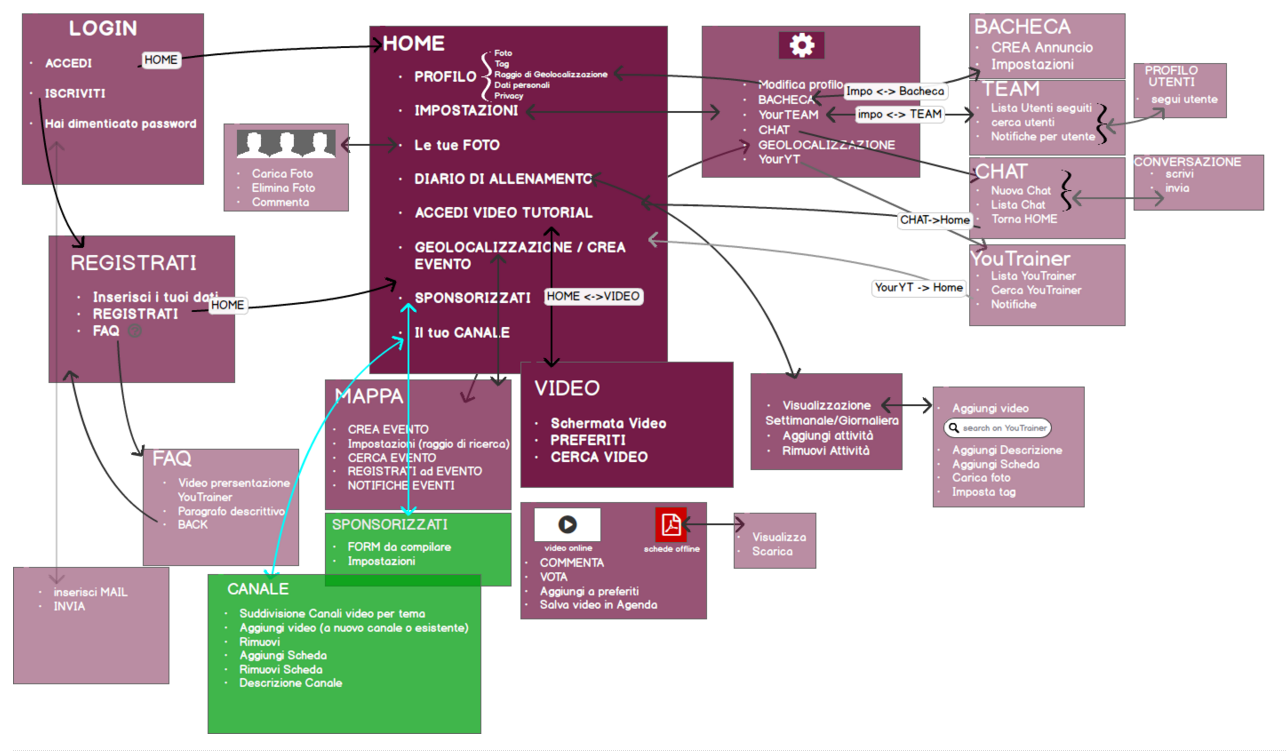 LOGIN
ACCEDI
ISCRIVITI
Hai dimenticato password
HOME
HOME
PROFILO
Foto
Tag
Raggio di Geolocalizzazione
Dati personali
Privacy
IMPOSTAZIONI
Le tue FOTO
DIARIO DI ALLENAMENTO
ACCEDI VIDEO TUTORIAL
GEOLOCALIZZAZIONE / CREA
EVENTO
SPONSORIZZATI
Il tuo CANALE
HOME <->VIDEO
Carica Foto
Elimina Foto
Commenta
REGISTRATI
Inserisci i tuoi dati
REGISTRATI
FAQ
HOME
FAQ
Video prersentazione
YouTrainer
Paragrafo descrittivo
BACK
inserisci MAIL
INVIA
Modifica profilo
BACHECA
YourTEAM
CHAT
GEOLOCALIZZAZIONE
YourYT
Impo <-> Bacheca
impo <-> TEAM
CHAT->Home
YourYT -> Home
BACHECA
CREA Annuncio
Impostazioni
TEAM
Lista Utenti seguiti
cerca utenti
Notifiche per utente
PROFILO
UTENTI
segui utente
CHAT
Nuova Chat
Lista Chat
Torna HOME
CONVERSAZIONE
scrivi
invia
YouTrainer
Lista YouTrainer
Cerca YouTrainer
Notifiche
MAPPA
CREA EVENTO
Impostazioni (raggio di ricerca)
CERCA EVENTO
REGISTRATI ad EVENTO
NOTIFICHE EVENTI
VIDEO
Schermata Video
PREFERITI
CERCA VIDEO
Visualizzazione
Settimanale/Giornaliera
Aggiungi attività
Rimuovi Attività
Aggiungi video
search on YouTrainer
Aggiungi Descrizione
Aggiungi Scheda
Carica foto
Imposta tag
SPONSORIZZATI
FORM da compilare
Impostazioni
video online
schede offline
COMMENTA
VOTA
Aggiungi a preferiti
Salva video in Agenda
Visualizza
Scarica
CANALE
Suddivisione Canali video per tema
Aggiungi video (a nuovo canale o esistente)
Rimuovi
Aggiungi Scheda
Rimuovi Scheda
Descrizione Canale